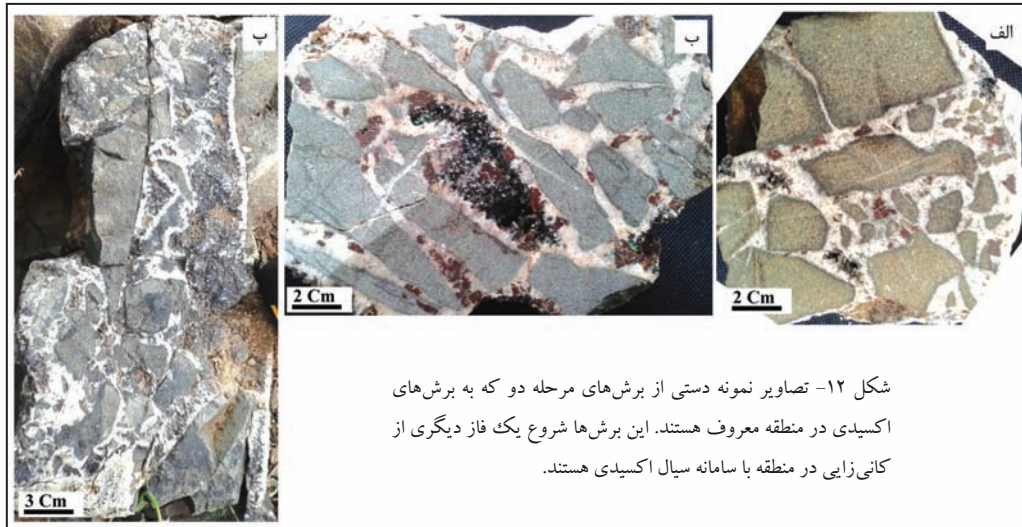 الف
ب
پ
2 Cm
2 Cm
3 Cm
شکل ۱۲- تصاویر نمونه دستی از برش‌های مرحله دو که به برش‌های
اکسیدی در منطقه معروف هستند. این برش‌ها شروع یک فاز دیگری از
کانی‌زایی در منطقه با سامانه سیال اکسیدی هستند.